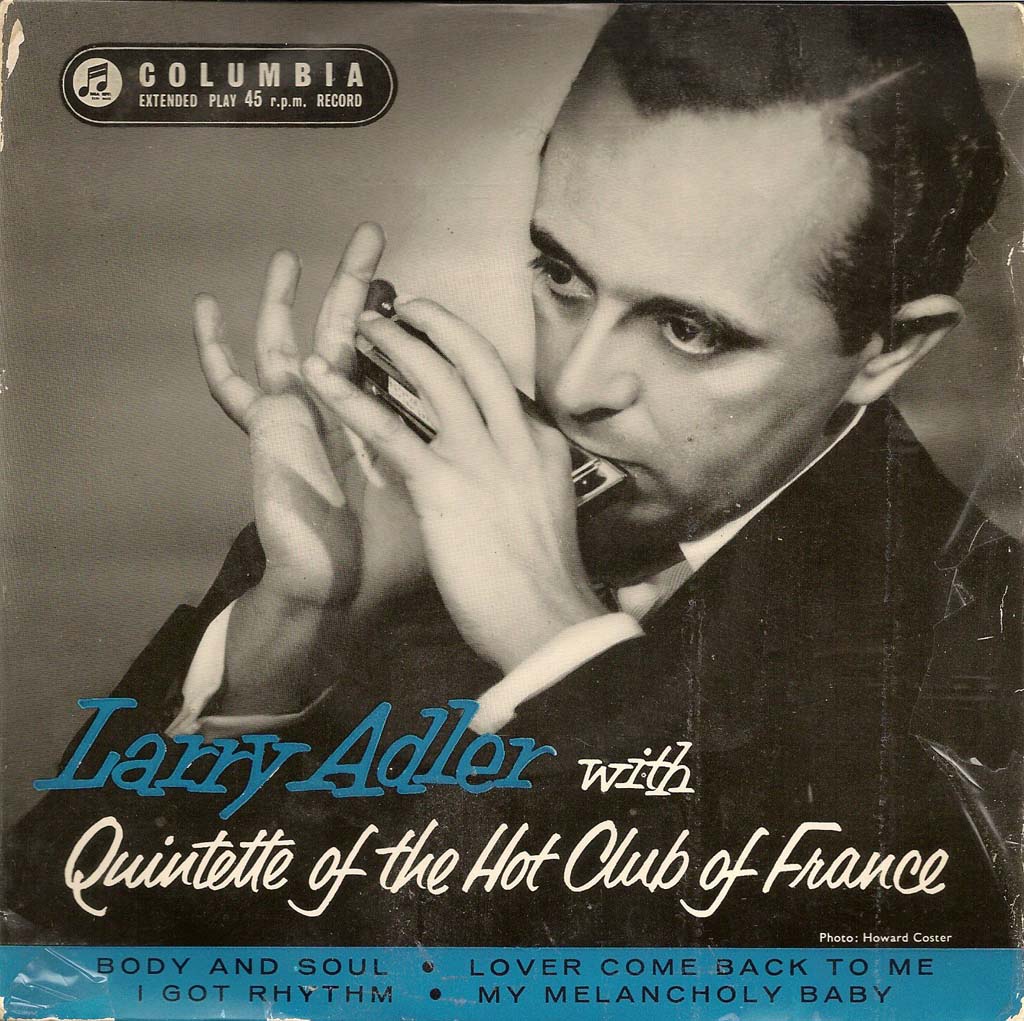 COLUMBIA
EXTENDED PLAY 45 r.p.m. RECORD
Larry Adler with
Quintette of the Hot Club of France
Photo: Howard Coster
BODY AND SOUL • LOVER COME BACK TO ME
I GOT RHYTHM • MY MELANCHOLY BABY